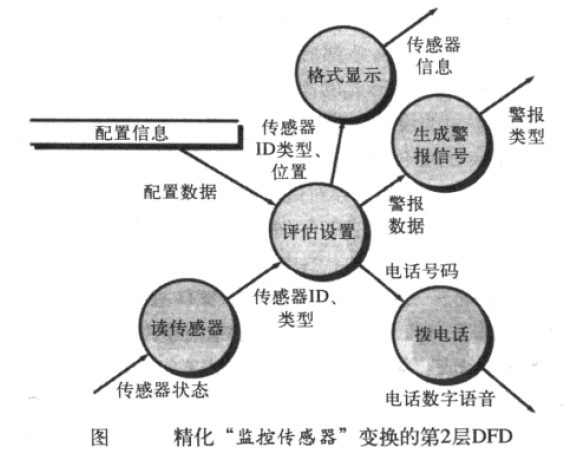 格式显示
传感器
信息
配置信息
传感器
ID类型、
位置
生成警
报信号
警报
类型
配置数据
评估设置
警报
数据
读传感器
传感器ID、
类型
电话号码
拨电话
传感器状态
电话数字语音
图 精化“监控传感器”变换的第2层DFD